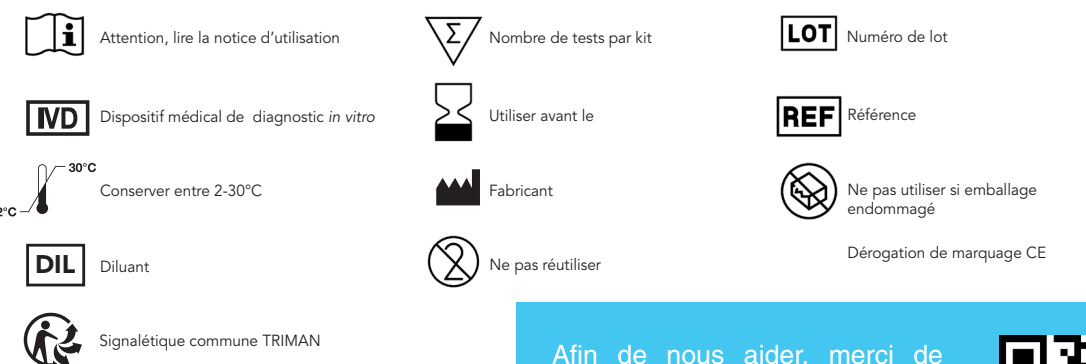 Attention, lire la notice d'utilisation
Σ
Nombre de tests par kit
LOT
Numéro de lot
IVD
Dispositif médical de diagnostic in vitro
Utiliser avant le
REF
Référence
30°C
2°C
Conserver entre 2-30°C
Fabricant
Ne pas utiliser si emballage
endommagé
DIL
Diluant
2
Ne pas réutiliser
Dérogation de marquage CE
Signalétique commune TRIMAN
Afin de nous aider, merci de